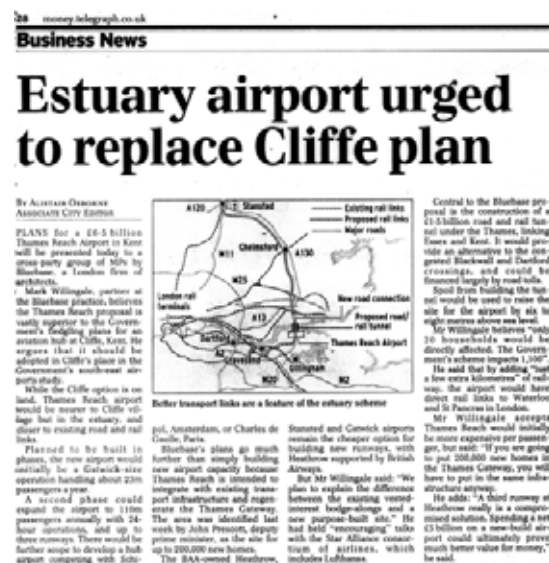 28 money.telegraph.co.uk
Business News
Estuary airport urged
to replace Cliffe plan
BY ALISTAIR OSBORNE
ASSOCIATE CITY EDITOR
PLANS for a £6·5 billion
Thames Reach Airport in Kent
will be presented today to a
cross-party group of MPs by
Bluebase, a London firm of
architects.
Mark Willingale, partner at
the Bluebase practice, believes
the Thames Reach proposal is
vastly superior to the Govern-
ment's fledgling plans for an
aviation hub at Cliffe, Kent. He
argues that it should be
adopted in Cliffe's place in the
Government's south-east air-
ports study.
While the Cliffe option is on
land, Thames Reach airport
would be nearer to Cliffe vil-
lage but in the estuary, and
closer to existing road and rail
links.
Planned to be built in
phases, the new airport would
initially be a Gatwick-size
operation handling about 23m
passengers a year.
A second phase could
expand the airport to 110m
passengers annually with 24-
hour operations, and up to
three runways. There would be
further scope to develop a hub
airport competing with Schi-
A120
Stansted
Existing rail links
Proposed rail links
Major roads
Chelmsford
A130
M11
M25
London rail
terminals
New road connection
A13
Proposed road/
rail tunnel
Dartford
Thames Reach Airport
A2
Gravesend
Gillingham
M20
M2
Better transport links are a feature of the estuary scheme
pol, Amsterdam, or Charles de
Gaulle, Paris.
Bluebase's plans go much
further than simply building
new airport capacity because
Thames Reach is intended to
integrate with existing trans-
port infrastructure and regen-
erate the Thames Gateway.
The area was identified last
week by John Prescott, deputy
prime minister, as the site for
up to 200,000 new homes.
The BAA-owned Heathrow,
Stansted and Gatwick airports
remain the cheaper option for
building new runways, with
Heathrow supported by British
Airways.
But Mr Willingale said: "We
plan to explain the difference
between the existing vested-
interest bodge-alongs and a
new purpose-built site." He
had held "encouraging" talks
with the Star Alliance consor-
tium of airlines, which
includes Lufthansa.
Central to the Bluebase pro-
posal is the construction of a
£1·5 billion road and rail tun-
nel under the Thames, linking
Essex and Kent. It would pro-
vide an alternative to the con-
gested Blackwall and Dartford
crossings, and could be
financed largely by road tolls.
Spoil from building the tun-
nel would be used to raise the
site for the airport by six to
eight metres above sea level.
Mr Willingale believes "only
20 households would be
directly affected. The Govern-
ment's scheme impacts 1,100".
He said that by adding "just
a few extra kilometres" of rail-
way, the airport would have
direct rail links to Waterloo
and St Pancras in London.
Mr Willingale accepts
Thames Reach would initially
be more expensive per passen-
ger, but said: "If you are going
to put 200,000 new homes in
the Thames Gateway, you will
have to put in the same infra-
structure anyway.
He adds: "A third runway at
Heathrow really is a compro-
mised solution. Spending a net
£5 billion on a new-build air-
port could ultimately prove
much better value for money,"
he said.